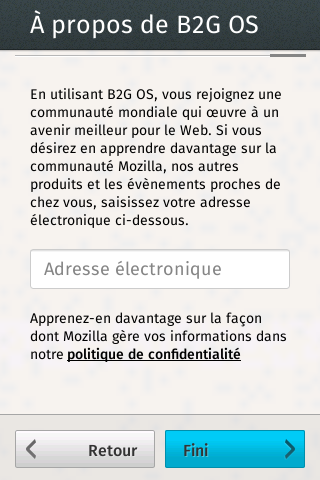 À propos de B2G OS
En utilisant B2G OS, vous rejoignez une
communauté mondiale qui œuvre à un
avenir meilleur pour le Web. Si vous
désirez en apprendre davantage sur la
communauté Mozilla, nos autres
produits et les évènements proches de
chez vous, saisissez votre adresse
électronique ci-dessous.
Adresse électronique
Apprenez-en davantage sur la façon
dont Mozilla gère vos informations dans
notre politique de confidentialité
Retour
Fini